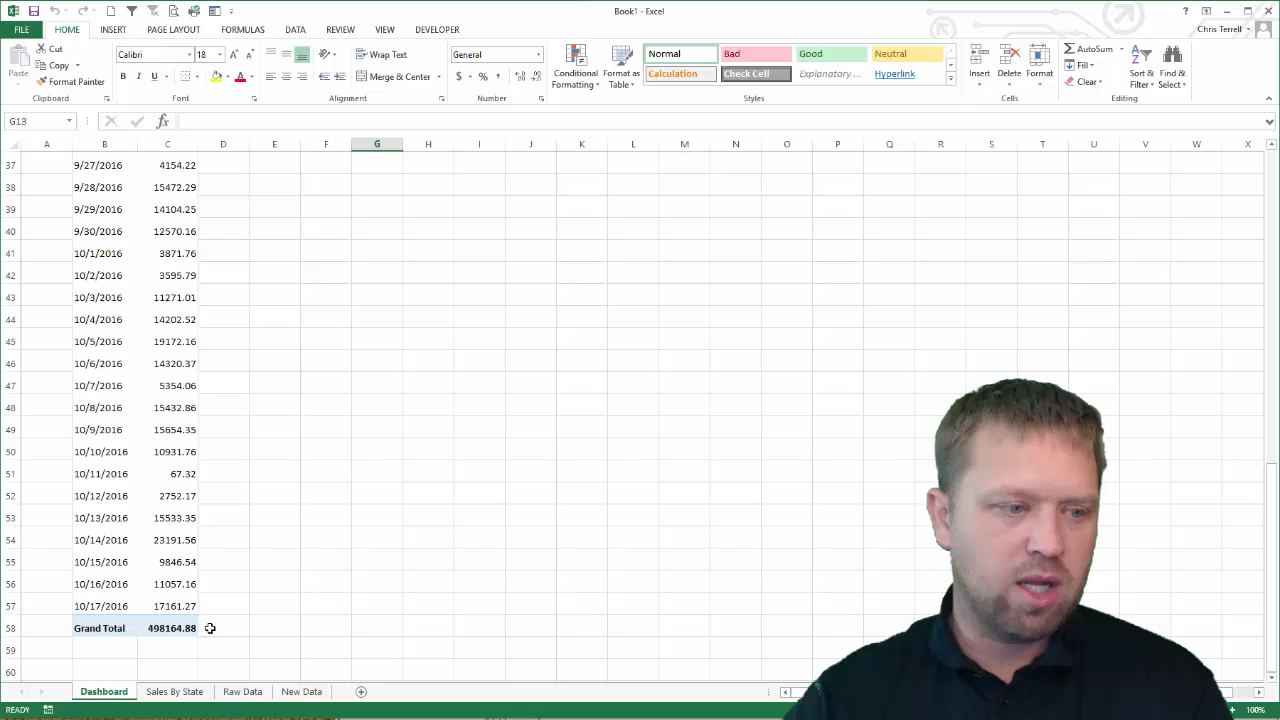 Book1 - Excel
FILE HOME INSERT PAGE LAYOUT FORMULAS DATA REVIEW VIEW DEVELOPER Chris Terrell
Paste Cut Copy Format Painter Clipboard
Calibri 18 B I U A Font
Wrap Text Merge & Center Alignment
General $ % , Number
Conditional Formatting Format as Table
Normal Bad Good Neutral
Calculation Check Cell Explanatory ... Hyperlink
Styles
Insert Delete Format Cells
AutoSum Fill Clear Sort & Filter Find & Select Editing
G13 fx
A B C D E F G H I J K L M N O P Q R S T U V W X
37 9/27/2016 4154.22
38 9/28/2016 15472.29
39 9/29/2016 14104.25
40 9/30/2016 12570.16
41 10/1/2016 3871.76
42 10/2/2016 3595.79
43 10/3/2016 11271.01
44 10/4/2016 14202.52
45 10/5/2016 19172.16
46 10/6/2016 14320.37
47 10/7/2016 5354.06
48 10/8/2016 15432.86
49 10/9/2016 15654.35
50 10/10/2016 10931.76
51 10/11/2016 67.32
52 10/12/2016 2752.17
53 10/13/2016 15533.35
54 10/14/2016 23191.56
55 10/15/2016 9846.54
56 10/16/2016 11057.16
57 10/17/2016 17161.27
58 Grand Total 498164.88
59
60
Dashboard Sales By State Raw Data New Data
READY 100%